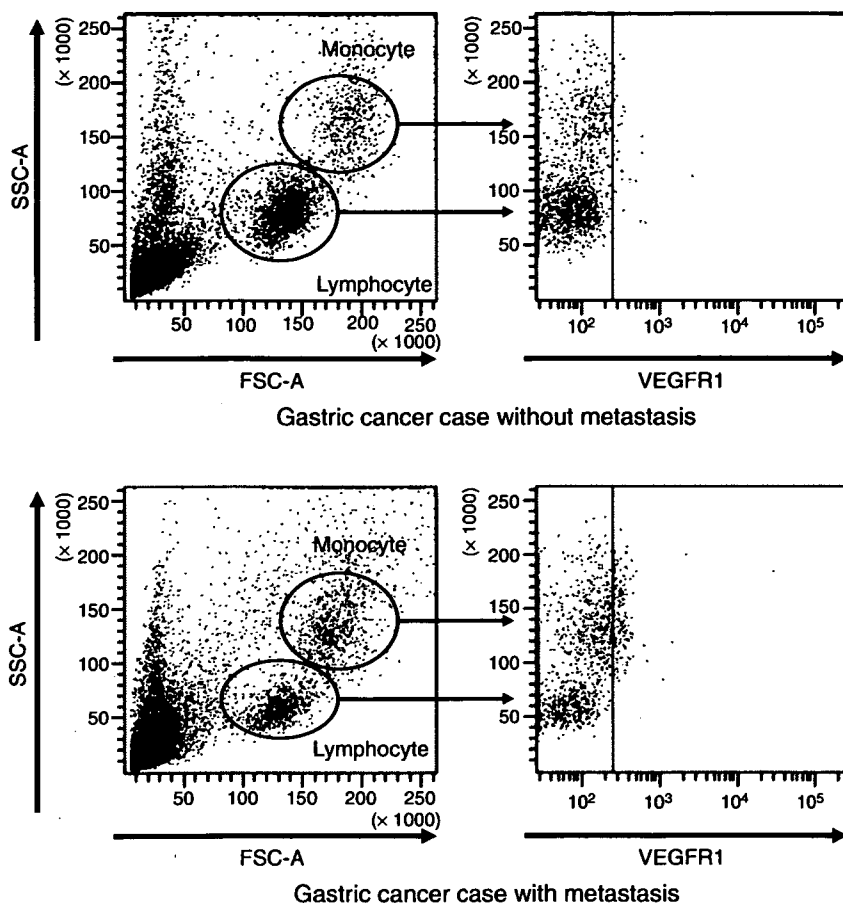 (× 1000)
SSC-A
250
200
150
100
50
Monocyte
Lymphocyte
50 100 150 200 250
(× 1000)
FSC-A
(× 1000)
250
200
150
100
50
10² 10³ 10⁴ 10⁵
VEGFR1
Gastric cancer case without metastasis
(× 1000)
SSC-A
250
200
150
100
50
Monocyte
Lymphocyte
50 100 150 200 250
(× 1000)
FSC-A
(× 1000)
250
200
150
100
50
10² 10³ 10⁴ 10⁵
VEGFR1
Gastric cancer case with metastasis